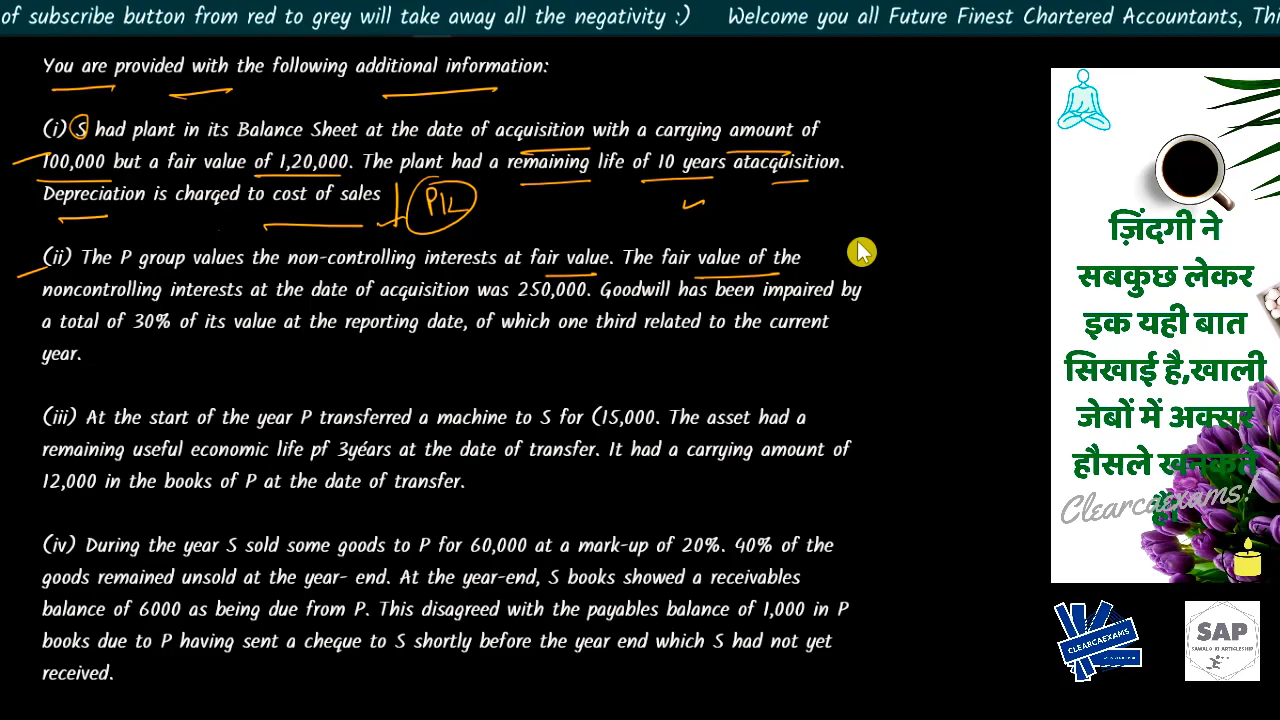 of subscribe button from red to grey will take away all the negativity :) Welcome you all Future Finest Chartered Accountants, Thi
You are provided with the following additional information:
(i) S had plant in its Balance Sheet at the date of acquisition with a carrying amount of
100,000 but a fair value of 1,20,000. The plant had a remaining life of 10 years atacquisition.
Depreciation is charged to cost of sales
P/L
(ii) The P group values the non-controlling interests at fair value. The fair value of the
noncontrolling interests at the date of acquisition was 250,000. Goodwill has been impaired by
a total of 30% of its value at the reporting date, of which one third related to the current
year.
(iii) At the start of the year P transferred a machine to S for (15,000. The asset had a
remaining useful economic life pf 3yéars at the date of transfer. It had a carrying amount of
12,000 in the books of P at the date of transfer.
(iv) During the year S sold some goods to P for 60,000 at a mark-up of 20%. 40% of the
goods remained unsold at the year- end. At the year-end, S books showed a receivables
balance of 6000 as being due from P. This disagreed with the payables balance of 1,000 in P
books due to P having sent a cheque to S shortly before the year end which S had not yet
received.
ज़िंदगी ने
सबकुछ लेकर
इक यही बात
सिखाई है,खाली
जेबों में अक्सर
हौसले खनकते
है।
Clearcaexams!
CLEARCAEXAMS
SAP
SAWALO KI ARTICLESHIP